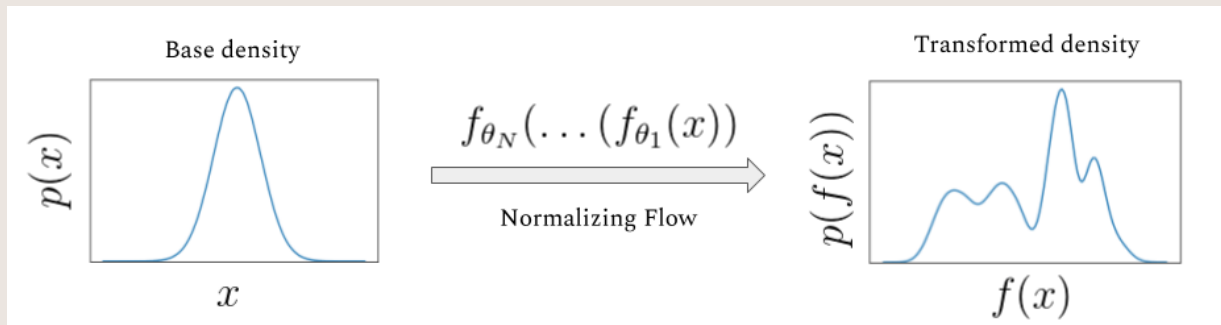 Base density
p(x)
x
f_{θ_N}(...(f_{θ_1}(x))
Normalizing Flow
Transformed density
p(f(x))
f(x)